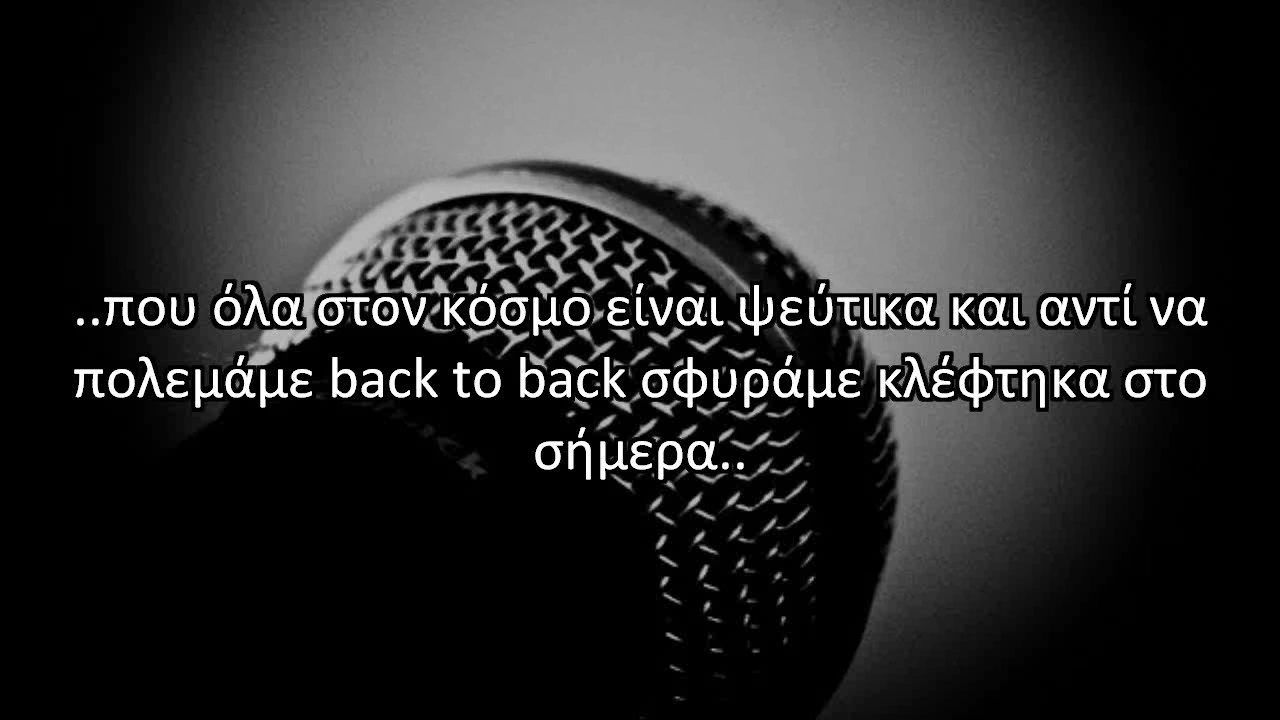 ..που όλα στον κόσμο είναι ψεύτικα και αντί να
πολεμάμε back to back σφυράμε κλέφτηκα στο
σήμερα..